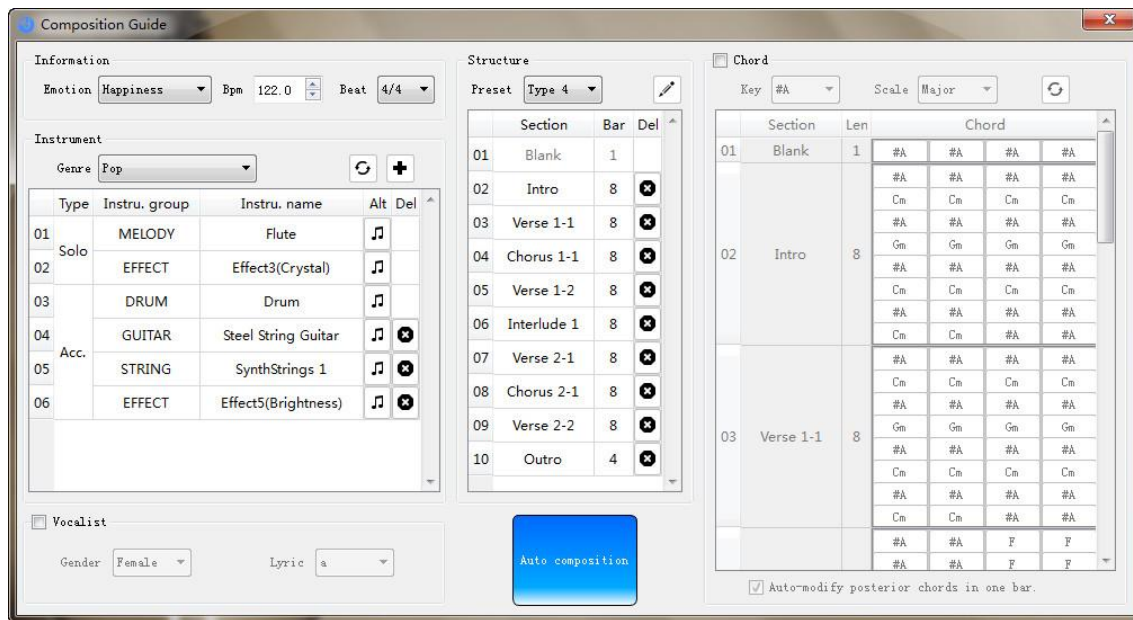 Composition Guide
Information
Emotion Happiness Bpm 122.0 Beat 4/4
Instrument
Genre Pop
Type Instru. group Instru. name Alt Del
01 Solo MELODY Flute
02 EFFECT Effect3(Crystal)
03 Acc. DRUM Drum
04 GUITAR Steel String Guitar
05 STRING SynthStrings 1
06 EFFECT Effect5(Brightness)
Vocalist
Gender Female Lyric a
Structure
Preset Type 4
Section Bar Del
01 Blank 1
02 Intro 8
03 Verse 1-1 8
04 Chorus 1-1 8
05 Verse 1-2 8
06 Interlude 1 8
07 Verse 2-1 8
08 Chorus 2-1 8
09 Verse 2-2 8
10 Outro 4
Auto composition
Chord
Key #A Scale Major
Section Len Chord
01 Blank 1 #A #A #A #A
02 Intro 8
#A #A #A #A
Cm Cm Cm Cm
#A #A #A #A
Gm Gm Gm Gm
#A #A #A #A
Cm Cm Cm Cm
#A #A #A #A
Cm Cm #A #A
03 Verse 1-1 8
#A #A #A #A
Cm Cm Cm Cm
#A #A #A #A
Gm Gm Gm Gm
#A #A #A #A
Cm Cm Cm Cm
#A #A #A #A
Cm Cm #A #A
#A #A F F
#A #A F F
Auto-modify posterior chords in one bar.